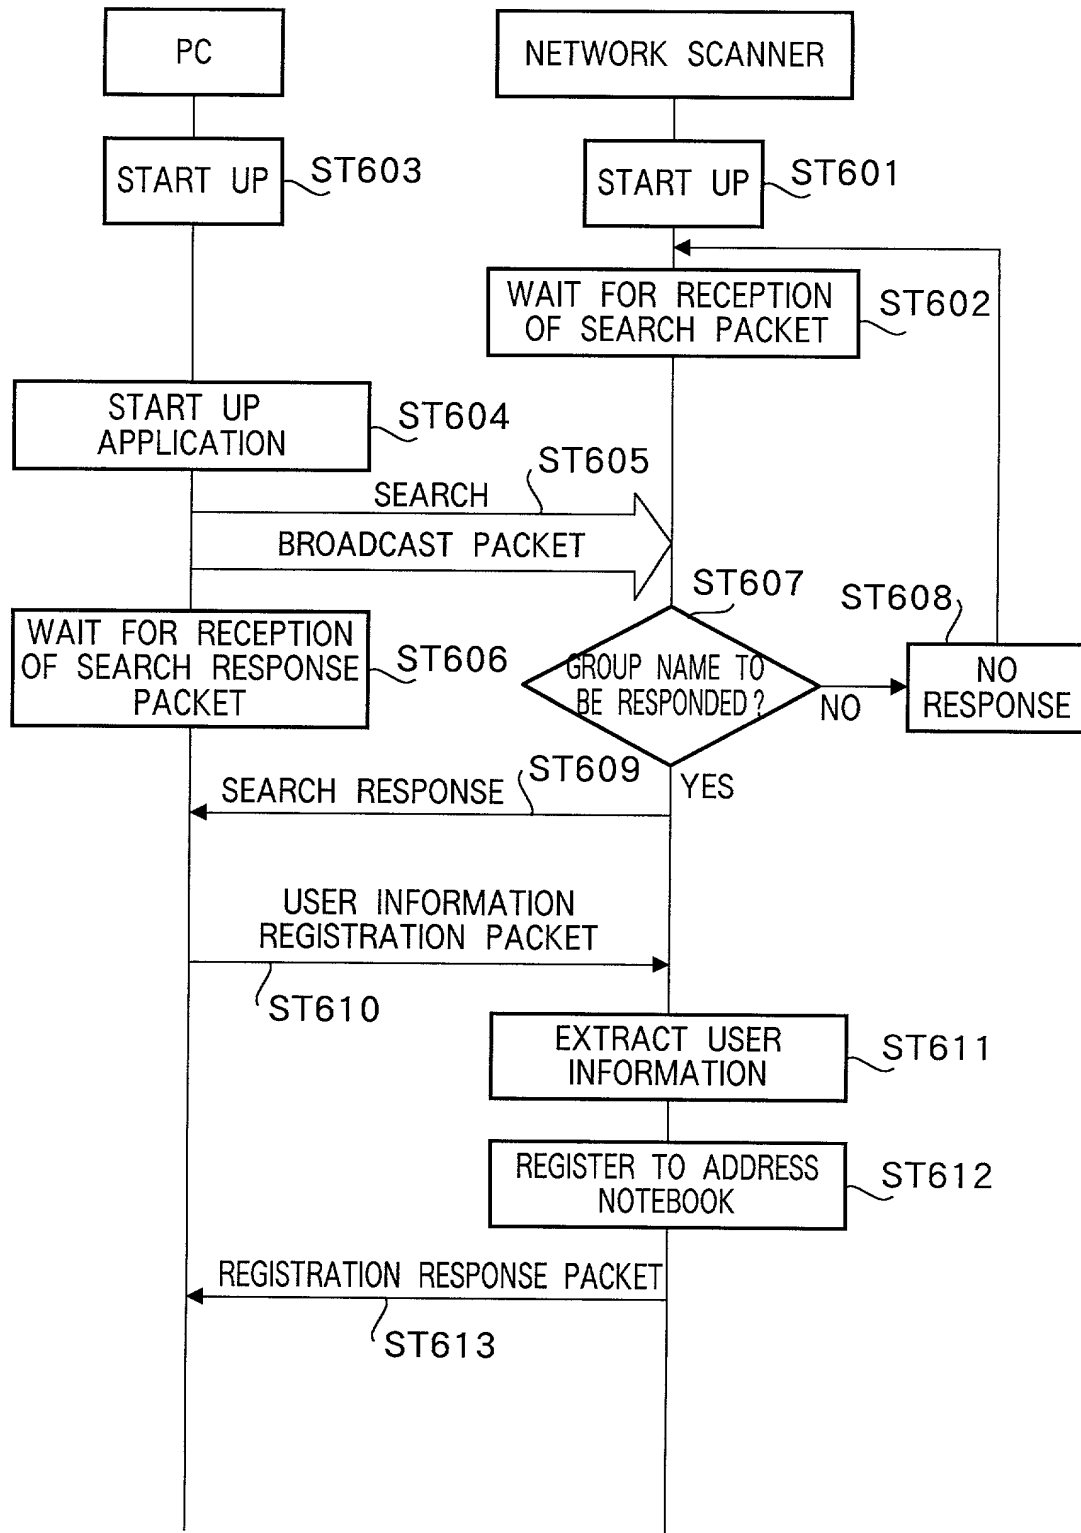 PC
NETWORK SCANNER
START UP
ST603
START UP
ST601
WAIT FOR RECEPTION
OF SEARCH PACKET
ST602
START UP
APPLICATION
ST604
ST605
SEARCH
BROADCAST PACKET
ST607
ST608
WAIT FOR RECEPTION
OF SEARCH RESPONSE
PACKET
ST606
GROUP NAME TO
BE RESPONDED?
NO
NO
RESPONSE
ST609
YES
SEARCH RESPONSE
USER INFORMATION
REGISTRATION PACKET
ST610
EXTRACT USER
INFORMATION
ST611
REGISTER TO ADDRESS
NOTEBOOK
ST612
REGISTRATION RESPONSE PACKET
ST613